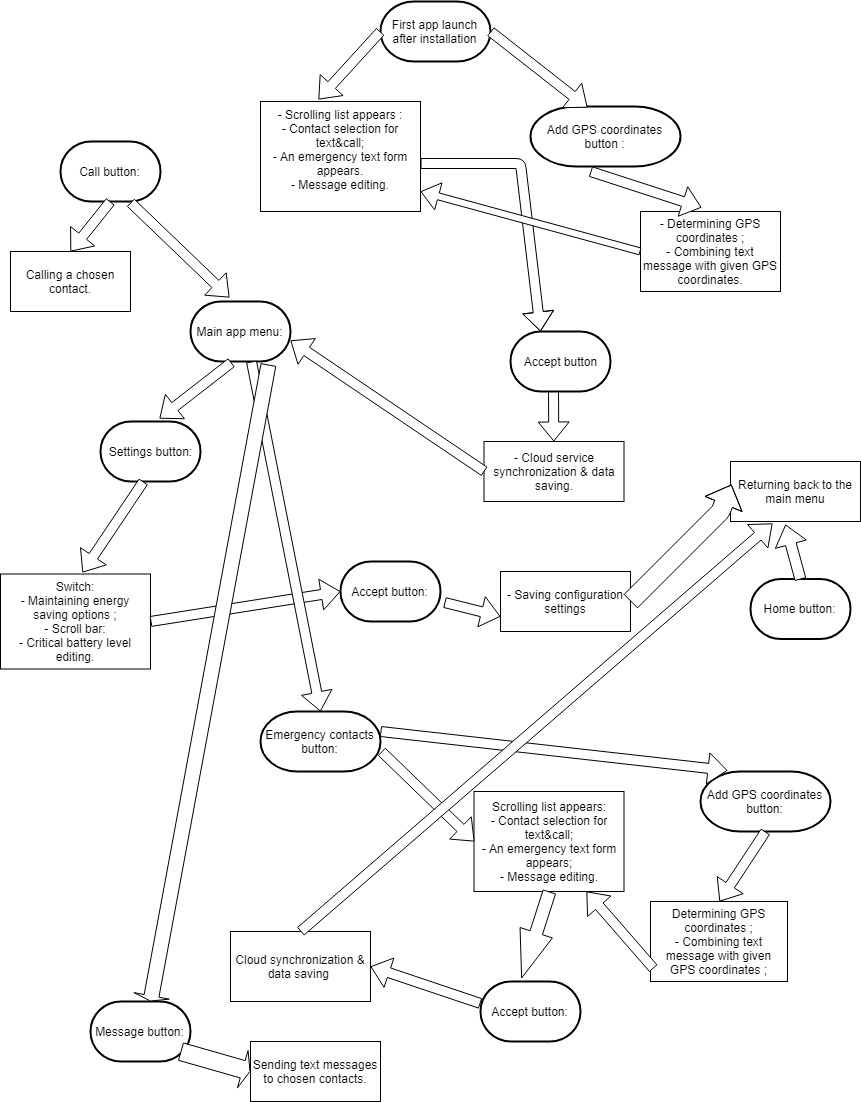 First app launch
after installation
- Scrolling list appears :
- Contact selection for
text&call;
- An emergency text form
appears.
- Message editing.
Add GPS coordinates
button :
Call button:
- Determining GPS
coordinates ;
- Combining text
message with given GPS
coordinates.
Calling a chosen
contact.
Main app menu:
Accept button
Settings button:
- Cloud service
synchronization & data
saving.
Returning back to the
main menu
Switch:
- Maintaining energy
saving options ;
- Scroll bar:
- Critical battery level
editing.
Accept button:
- Saving configuration
settings
Home button:
Emergency contacts
button:
Scrolling list appears:
- Contact selection for
text&call;
- An emergency text form
appears;
- Message editing.
Add GPS coordinates
button:
Determining GPS
coordinates ;
- Combining text
message with given
GPS coordinates ;
Cloud synchronization &
data saving
Accept button:
Message button:
Sending text messages
to chosen contacts.